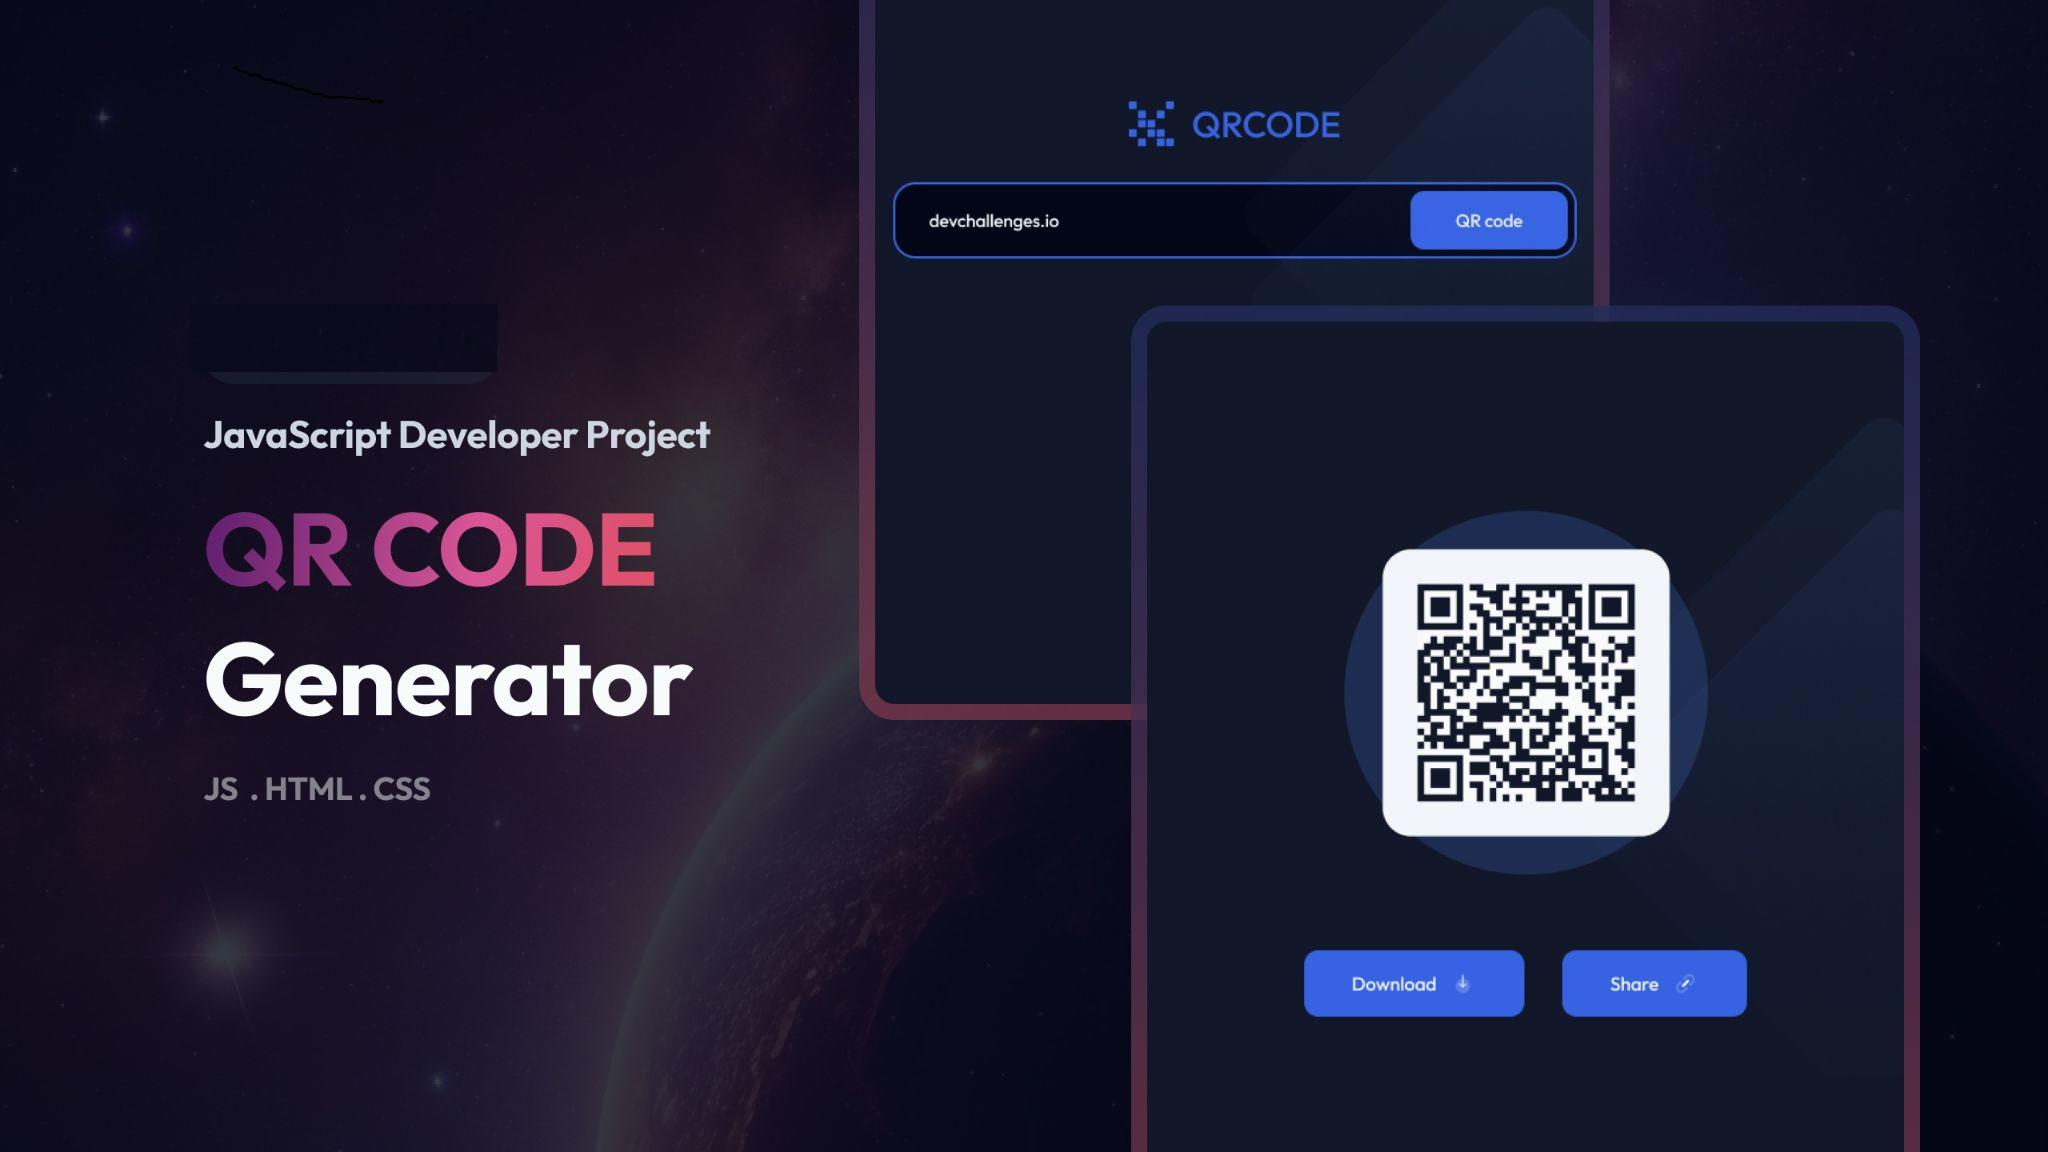 JavaScript Developer Project
QR CODE
Generator
JS . HTML . CSS
QRCODE
devchallenges.io
QR code
Download
Share